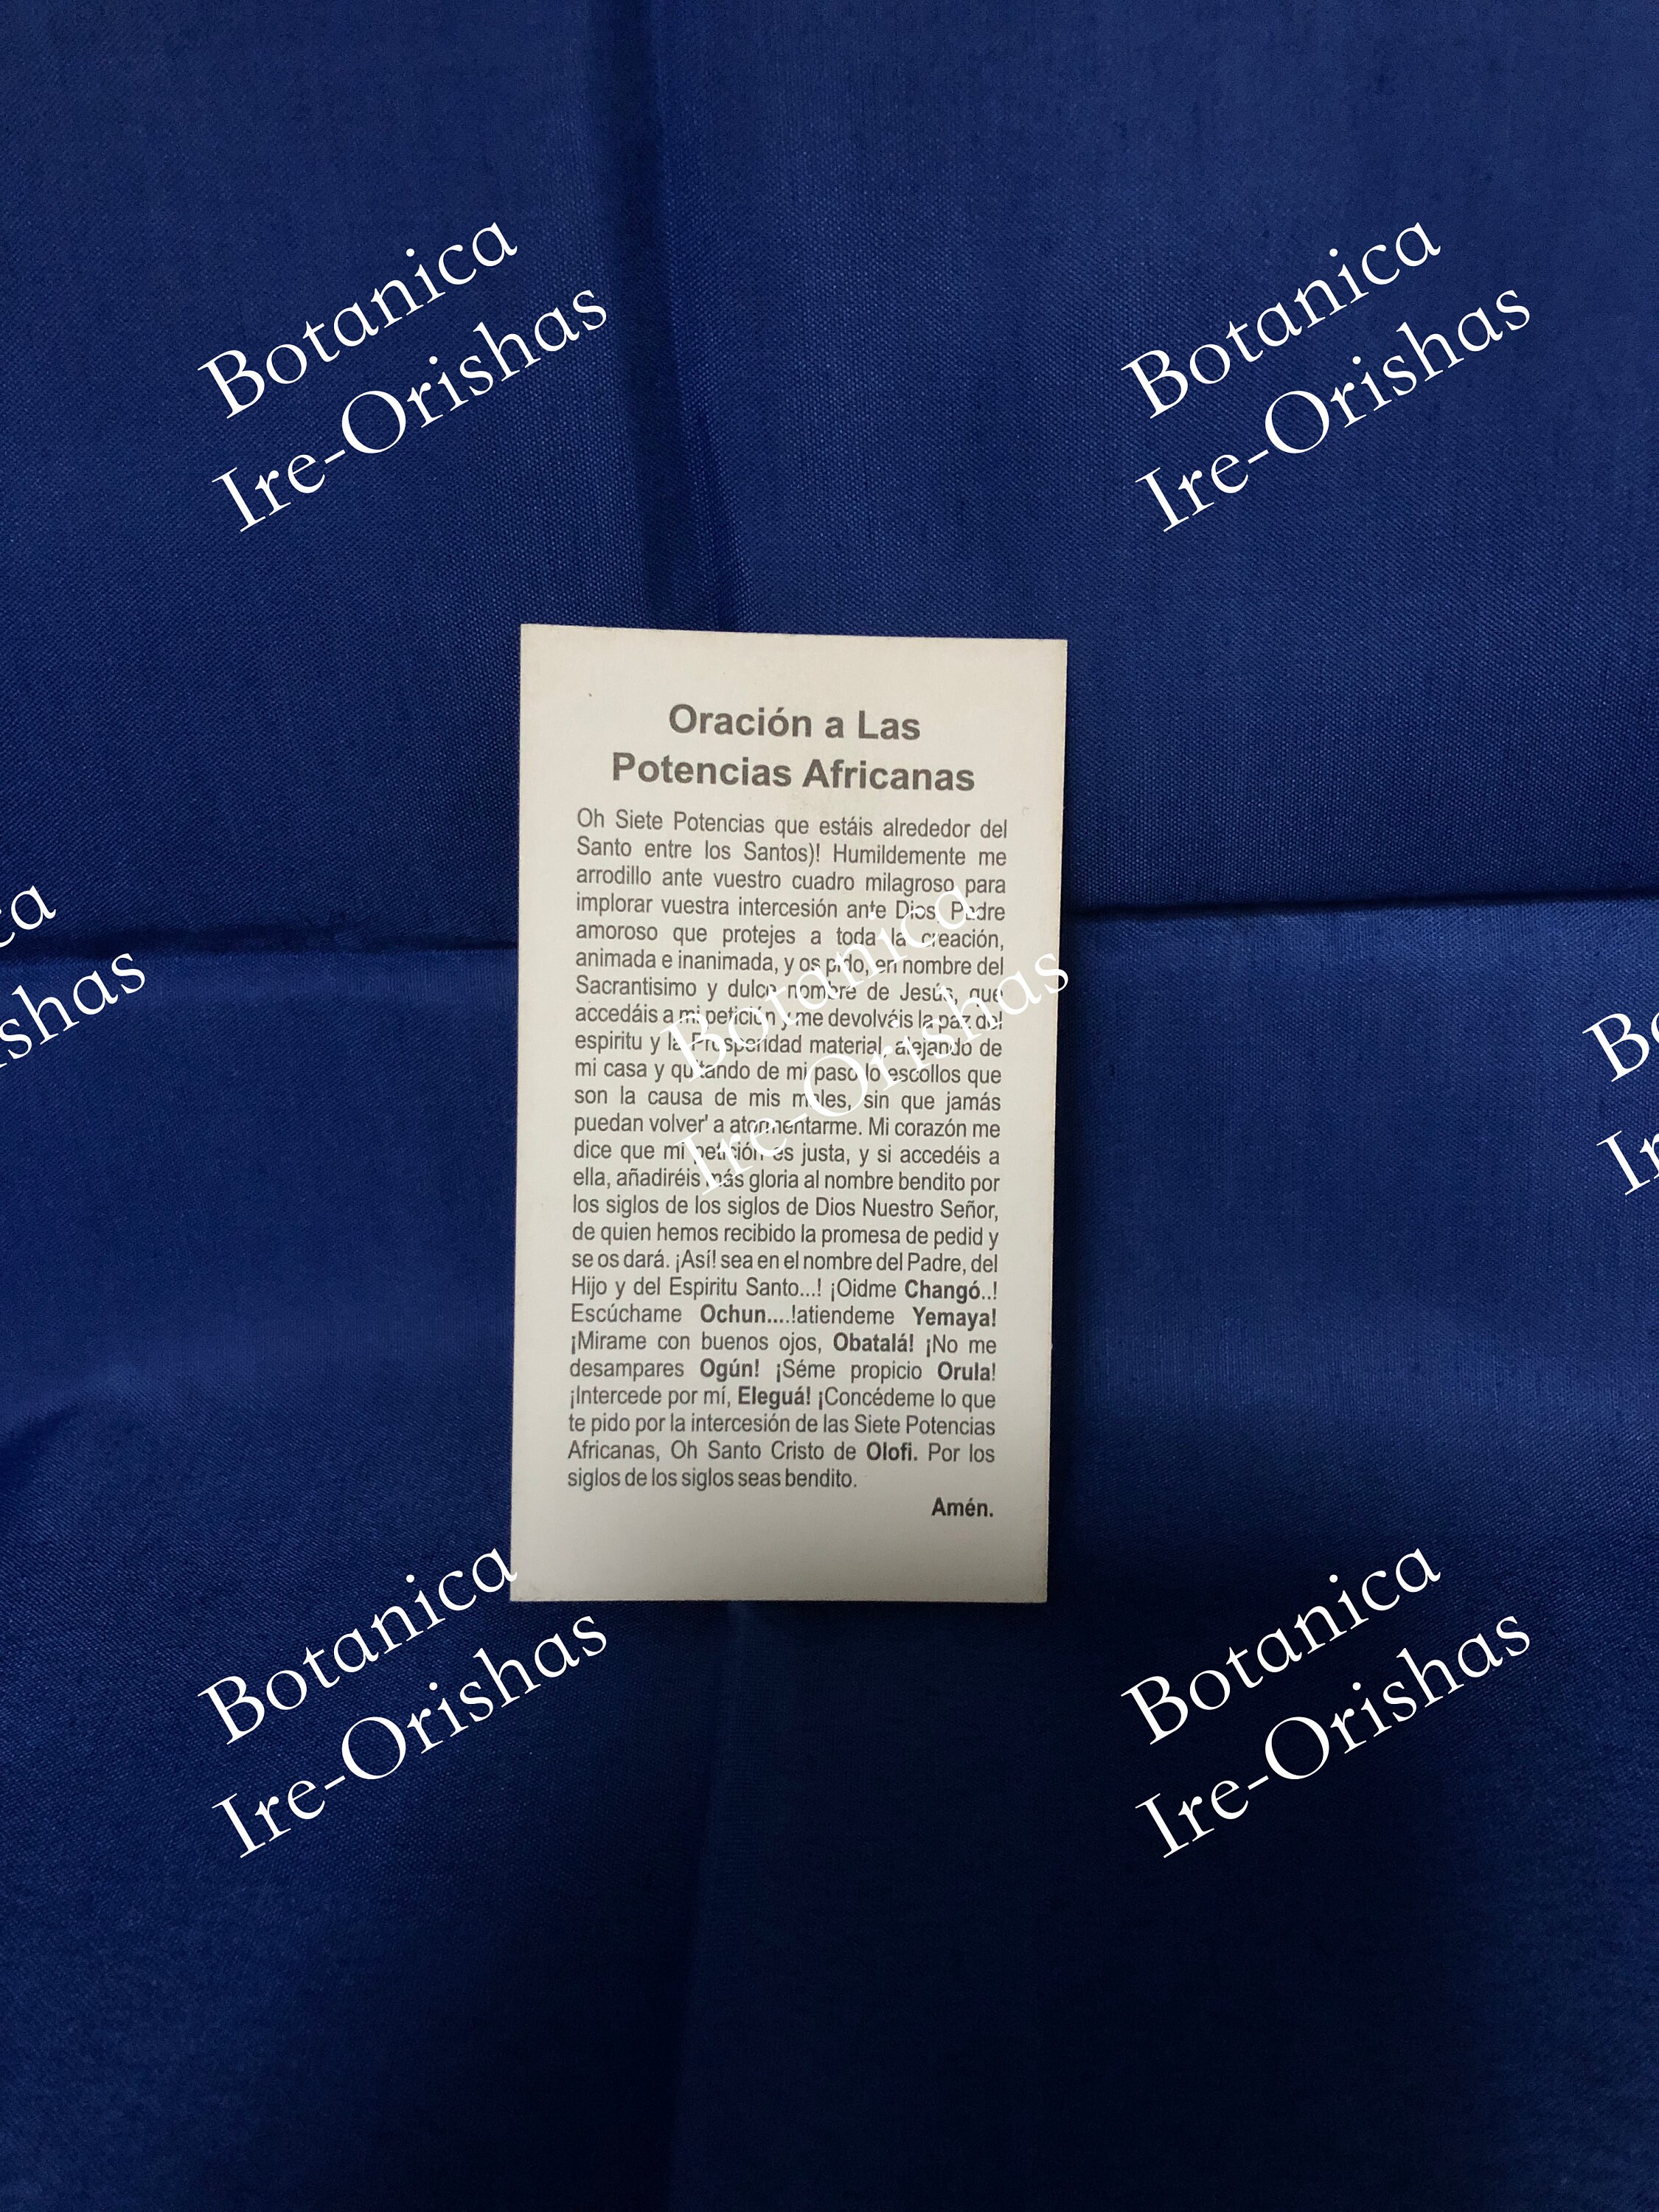 Botanica
Ire-Orishas
Botanica
Ire-Orishas
Oración a Las
Potencias Africanas
Oh Siete Potencias que estáis alrededor del
Santo entre los Santos)! Humildemente me
arrodillo ante vuestro cuadro milagroso para
implorar vuestra intercesión ante Dios, Padre
amoroso que protejes a toda la creación,
animada e inanimada, y os pido, en nombre del
Sacrantisimo y dulce nombre de Jesús, que
accedáis a mi petición y me devolvéis la paz del
espiritu y la Prosperidad material, alejando de
mi casa y quitando de mi paso lo escollos que
son la causa de mis males, sin que jamás
puedan volver' a atormentarme. Mi corazón me
dice que mi petición es justa, y si accedéis a
ella, añadiréis más gloria al nombre bendito por
los siglos de los siglos de Dios Nuestro Señor,
de quien hemos recibido la promesa de pedid y
se os dará. ¡Así! sea en el nombre del Padre, del
Hijo y del Espiritu Santo...! ¡Oidme Changó..!
Escúchame Ochun....!atiendeme Yemaya!
¡Mirame con buenos ojos, Obatalá! ¡No me
desampares Ogún! ¡Séme propicio Orula!
¡Intercede por mí, Eleguá! ¡Concédeme lo que
te pido por la intercesión de las Siete Potencias
Africanas, Oh Santo Cristo de Olofi. Por los
siglos de los siglos seas bendito.
Amén.
Botanica
Ire-Orishas
Botanica
Ire-Orishas
Botanica
Ire-Orishas